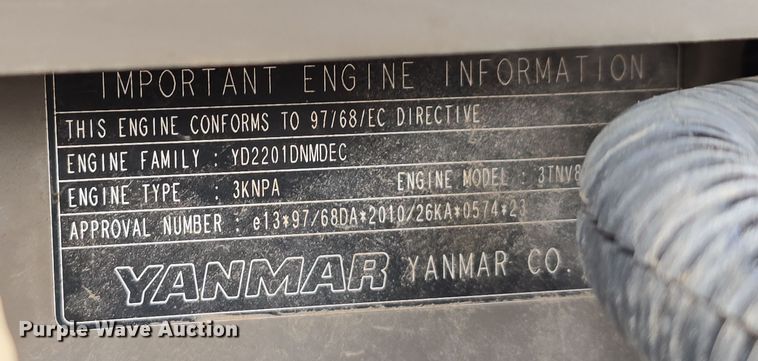 IMPORTANT ENGINE INFORMATION
THIS ENGINE CONFORMS TO 97/68/EC DIRECTIVE
ENGINE FAMILY : YD2201DNMDEC
ENGINE TYPE : 3KNPA ENGINE MODEL : 3TNV8
APPROVAL NUMBER : e13*97/68DA*2010/26KA*0574*23
YANMAR YANMAR CO.
Purple Wave Auction